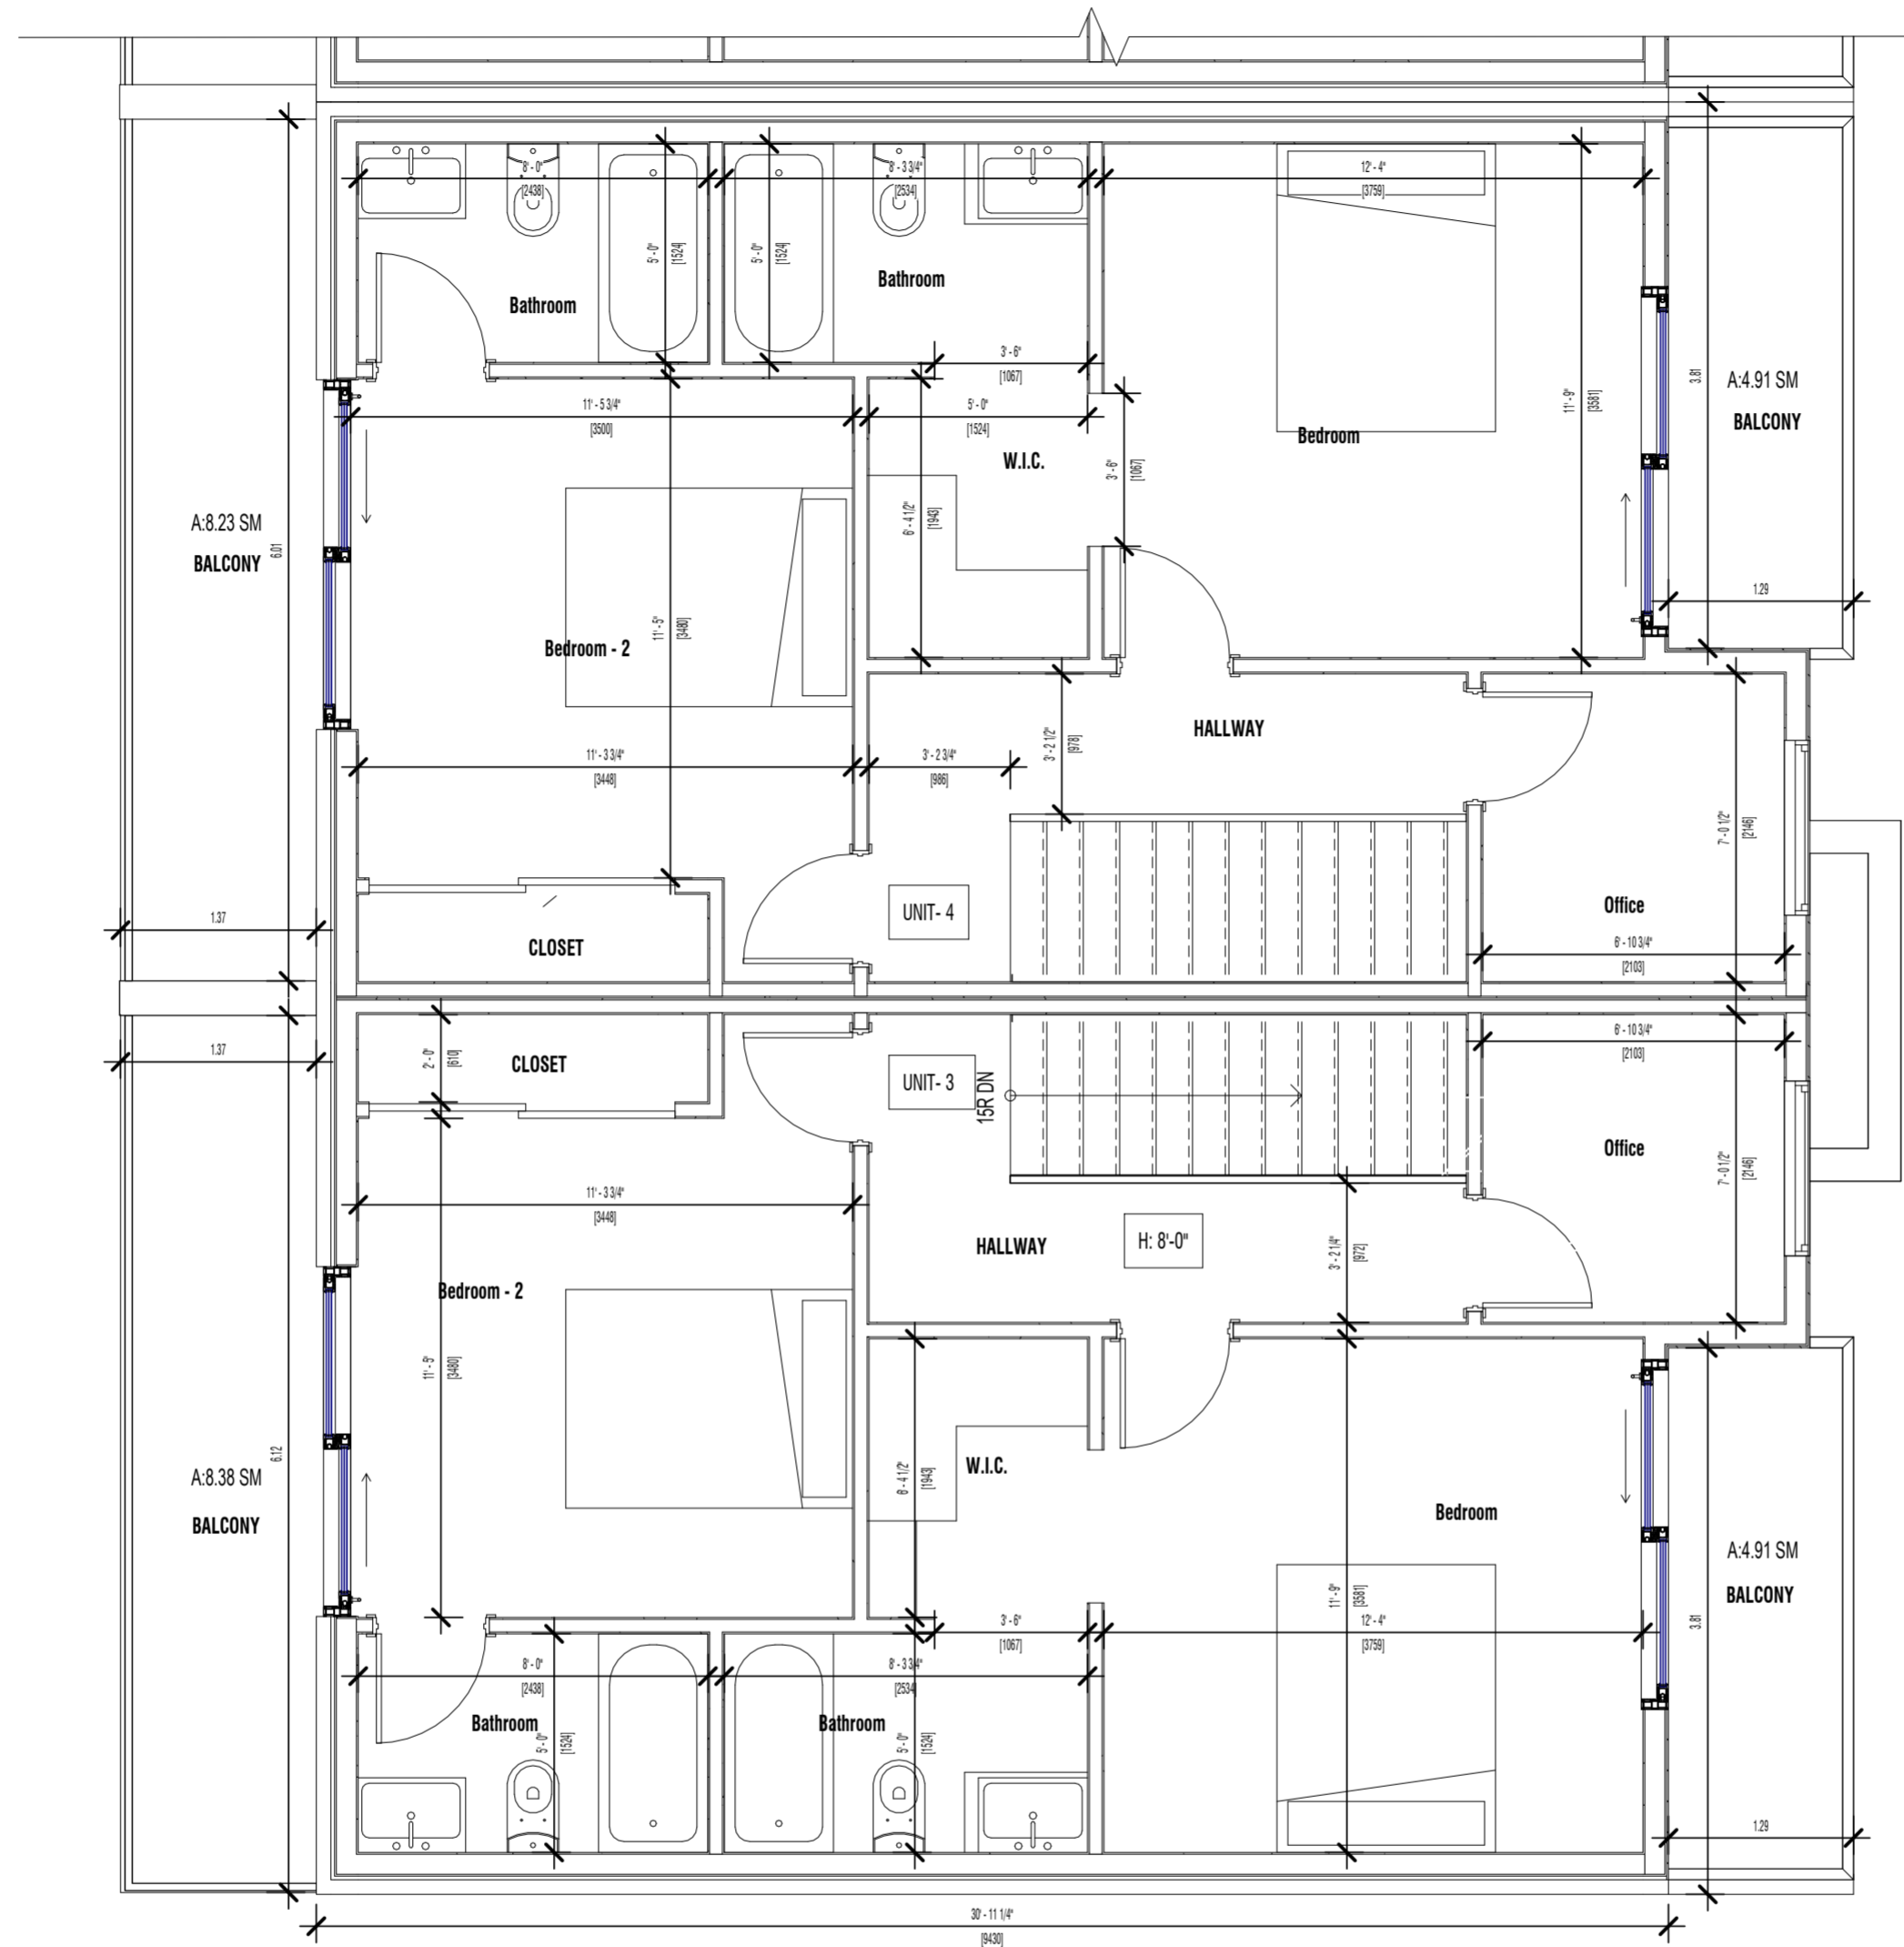 8' - 0"
[2438]
8' - 3 3/4"
[2534]
12' - 4"
[3759]
5' - 0"
[1524]
5' - 0"
[1524]
Bathroom
Bathroom
3' - 6"
[1067]
11' - 5 3/4"
[3500]
5' - 0"
[1524]
W.I.C.
3' - 6"
[1067]
Bedroom
11' - 9"
[3581]
3.81
A:4.91 SM
BALCONY
A:8.23 SM
BALCONY
6.01
6' - 4 1/2"
[1943]
1.29
Bedroom - 2
11' - 5"
[3480]
HALLWAY
3' - 2 1/2"
[978]
11' - 3 3/4"
[3448]
3' - 2 3/4"
[986]
7' - 0 1/2"
[2146]
UNIT- 4
Office
1.37
CLOSET
6' - 10 3/4"
[2103]
1.37
2' - 0"
[610]
CLOSET
UNIT- 3
15R DN
6' - 10 3/4"
[2103]
Office
7' - 0 1/2"
[2146]
11' - 3 3/4"
[3448]
HALLWAY
H: 8'-0"
3' - 2 1/4"
[972]
Bedroom - 2
11' - 5"
[3480]
A:8.38 SM
BALCONY
6.12
6' - 4 1/2"
[1943]
W.I.C.
Bedroom
A:4.91 SM
BALCONY
3.81
11' - 9"
[3581]
3' - 6"
[1067]
12' - 4"
[3759]
8' - 0"
[2438]
8' - 3 3/4"
[2534]
Bathroom
5' - 0"
[1524]
Bathroom
5' - 0"
[1524]
1.29
30' - 11 1/4"
[9430]